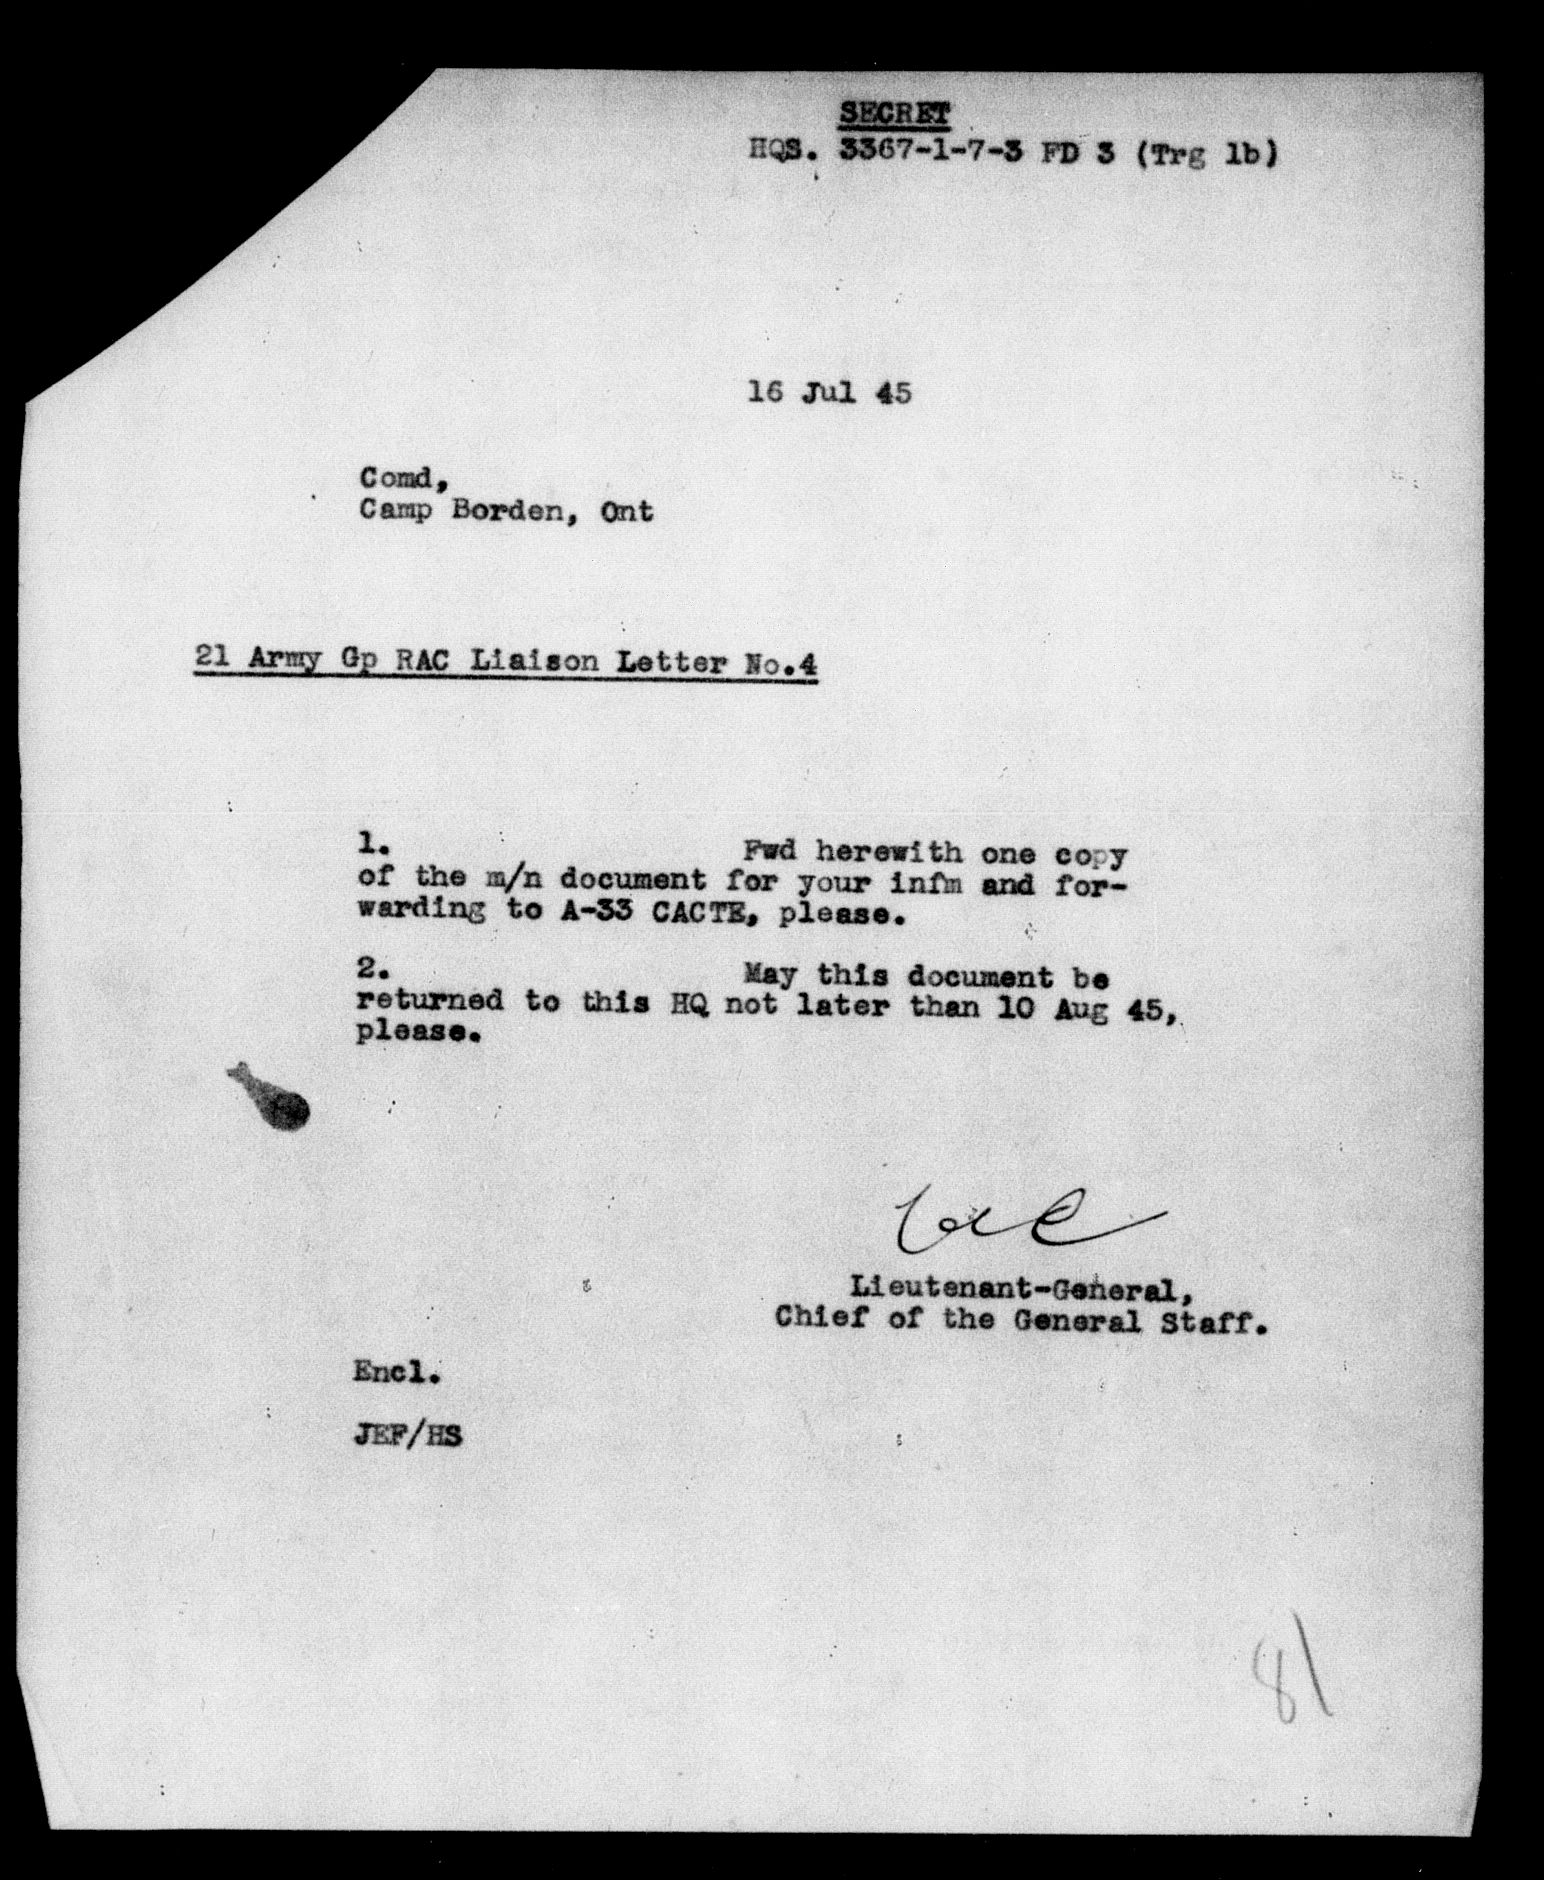 SECRET
HQS. 3367-1-7-3 FD 3 (Trg 1b)
16 Jul 45
Comd,
Camp Borden, Ont
21 Army Gp RAC Liaison Letter No.4
1. Fwd herewith one copy
of the m/n document for your infm and for-
warding to A-33 CACTE, please.
2. May this document be
returned to this HQ not later than 10 Aug 45,
please.
Lieutenant-General,
Chief of the General Staff.
Encl.
JEF/HS
81